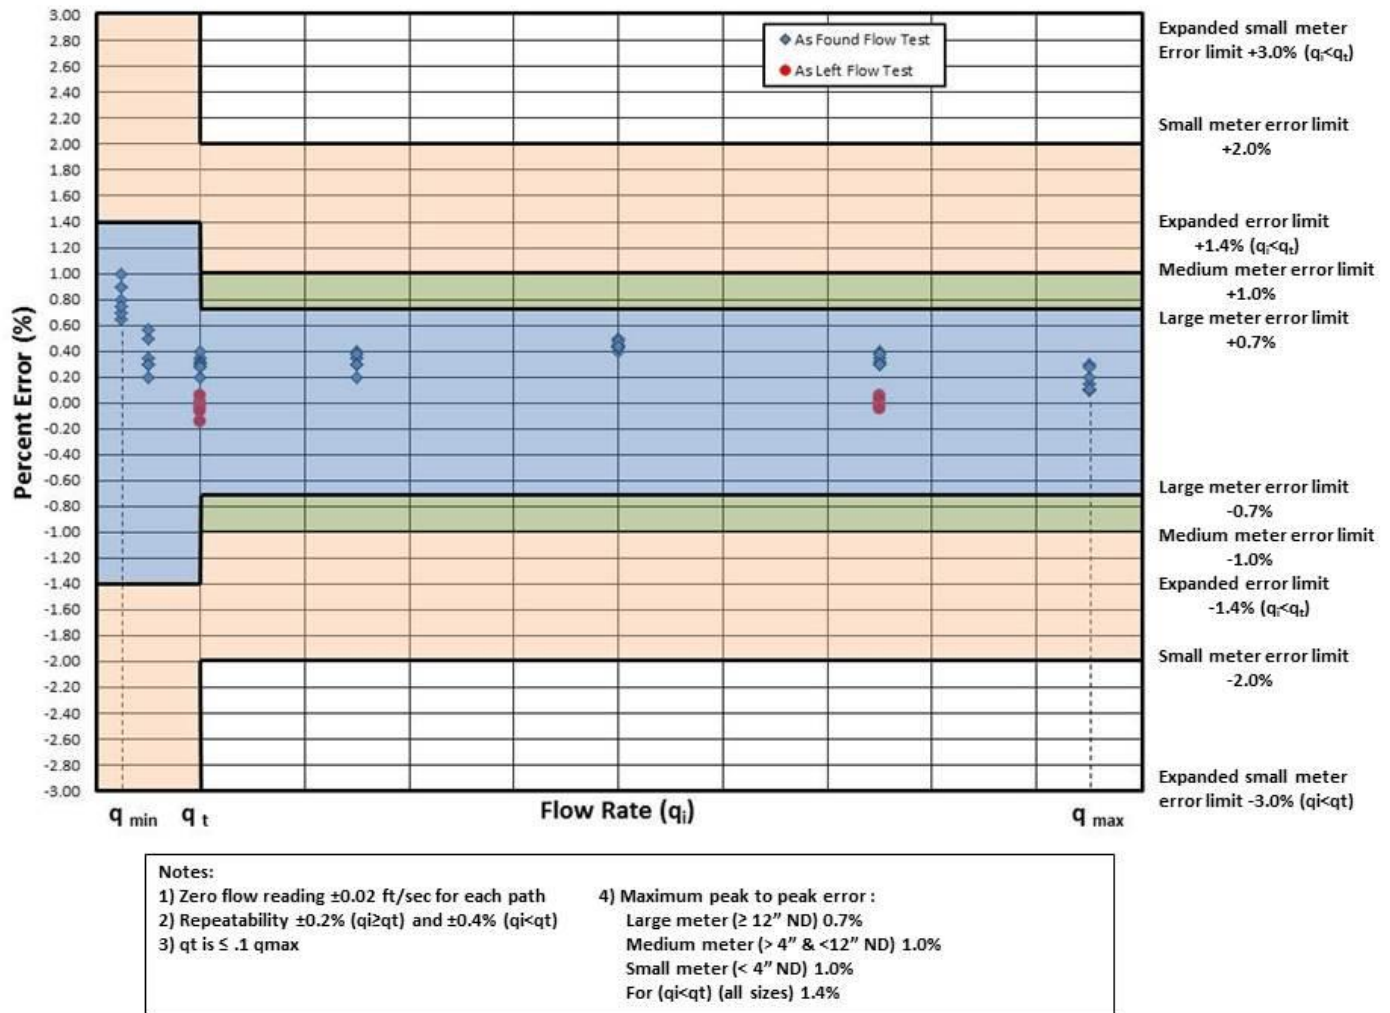 3.00
2.80
2.60
2.40
2.20
2.00
1.80
1.60
1.40
1.20
1.00
0.80
0.60
0.40
0.20
0.00
-0.20
-0.40
-0.60
-0.80
-1.00
-1.20
-1.40
-1.60
-1.80
-2.00
-2.20
-2.40
-2.60
-2.80
-3.00
Percent Error (%)
As Found Flow Test
As Left Flow Test
Expanded small meter
Error limit +3.0% (qi<qt)
Small meter error limit
+2.0%
Expanded error limit
+1.4% (qi<qt)
Medium meter error limit
+1.0%
Large meter error limit
+0.7%
Large meter error limit
-0.7%
Medium meter error limit
-1.0%
Expanded error limit
-1.4% (qi<qt)
Small meter error limit
-2.0%
Expanded small meter
error limit -3.0% (qi<qt)
q min
q t
Flow Rate (qi)
q max
Notes:
1) Zero flow reading ±0.02 ft/sec for each path
2) Repeatability ±0.2% (qi≥qt) and ±0.4% (qi<qt)
3) qt is ≤ .1 qmax
4) Maximum peak to peak error :
Large meter (≥ 12” ND) 0.7%
Medium meter (> 4” & <12” ND) 1.0%
Small meter (< 4” ND) 1.0%
For (qi<qt) (all sizes) 1.4%